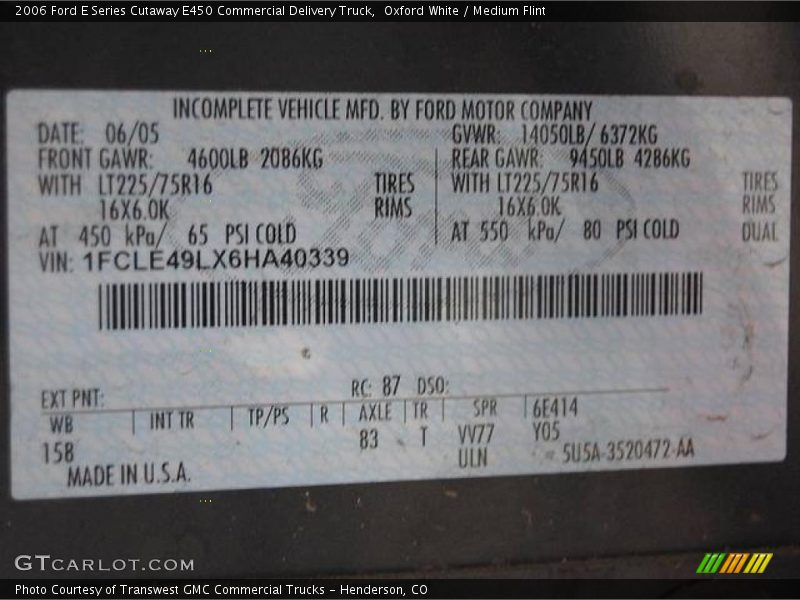 2006 Ford E Series Cutaway E450 Commercial Delivery Truck,  Oxford White / Medium Flint
INCOMPLETE VEHICLE MFD. BY FORD MOTOR COMPANY
DATE: 06/05 GVWR: 14050LB/ 6372KG
FRONT GAWR: 4600LB 2086KG REAR GAWR: 9450LB 4286KG
WITH LT225/75R16 TIRES WITH LT225/75R16 TIRES
16X6.0K RIMS 16X6.0K RIMS
AT 450 kPa/ 65 PSI COLD AT 550 kPa/ 80 PSI COLD DUAL
VIN: 1FCLE49LX6HA40339
EXT PNT: RC: 87 DSO:
WB INT TR TP/PS R AXLE TR SPR 6E414
158 83 T VV77 Y05
ULN 5U5A-3520472-AA
MADE IN U.S.A.
GTCARLOT.COM
Photo Courtesy of Transwest GMC Commercial Trucks - Henderson, CO